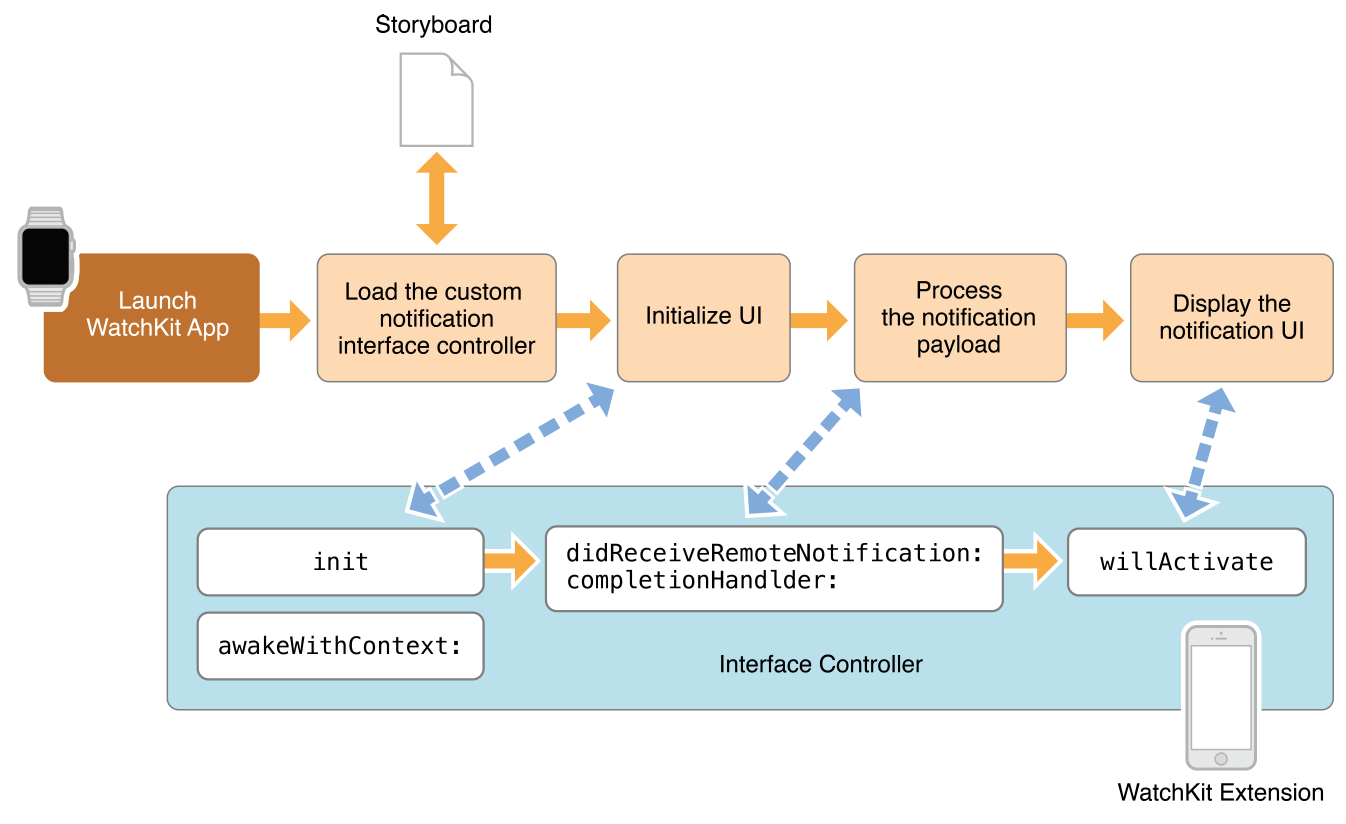 Storyboard
Launch
WatchKit App
Load the custom
notification
interface controller
Initialize UI
Process
the notification
payload
Display the
notification UI
init
didReceiveRemoteNotification:
completionHandlder:
willActivate
awakeWithContext:
Interface Controller
WatchKit Extension